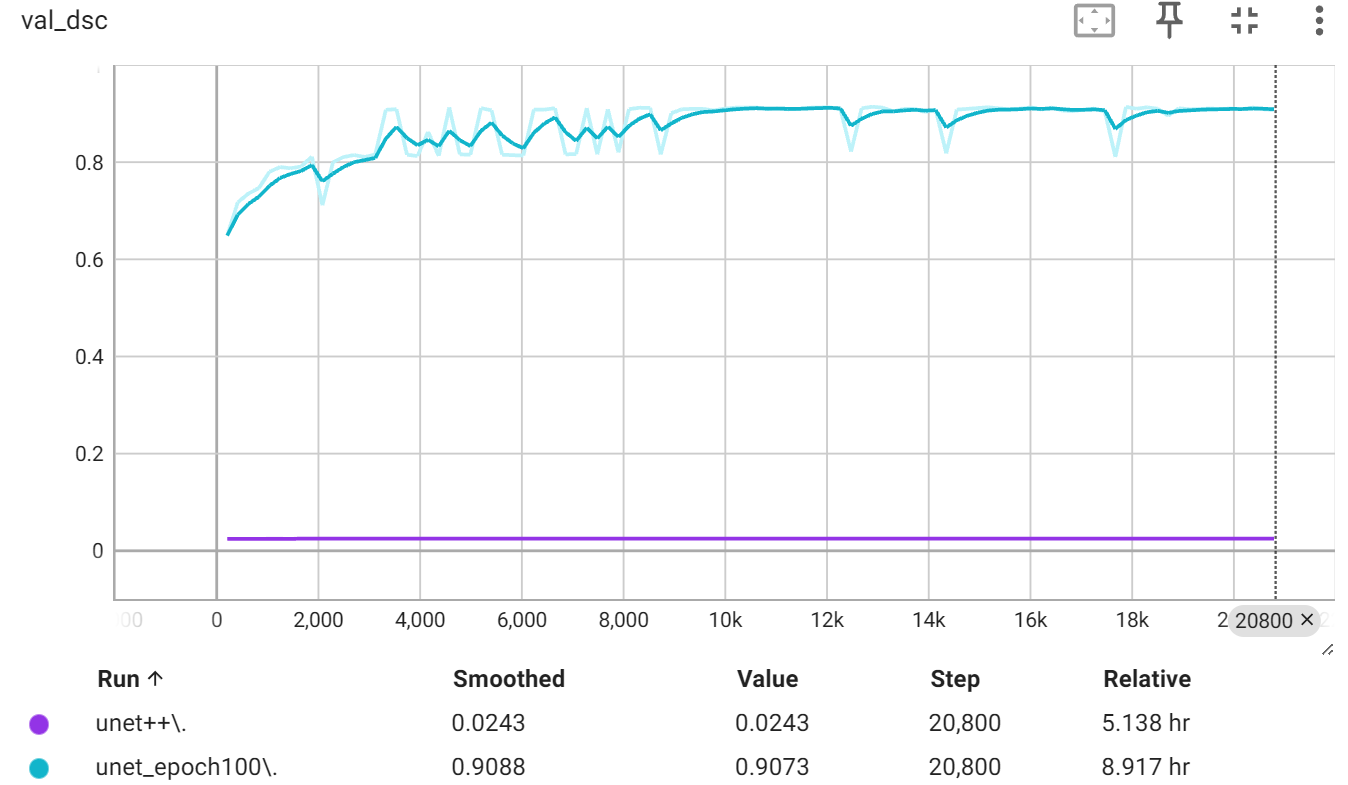 val_dsc
0.8
0.6
0.4
0.2
0
00 0 2,000 4,000 6,000 8,000 10k 12k 14k 16k 18k 2 20800 ×
Run ↑ Smoothed Value Step Relative
unet++\. 0.0243 0.0243 20,800 5.138 hr
unet_epoch100\. 0.9088 0.9073 20,800 8.917 hr